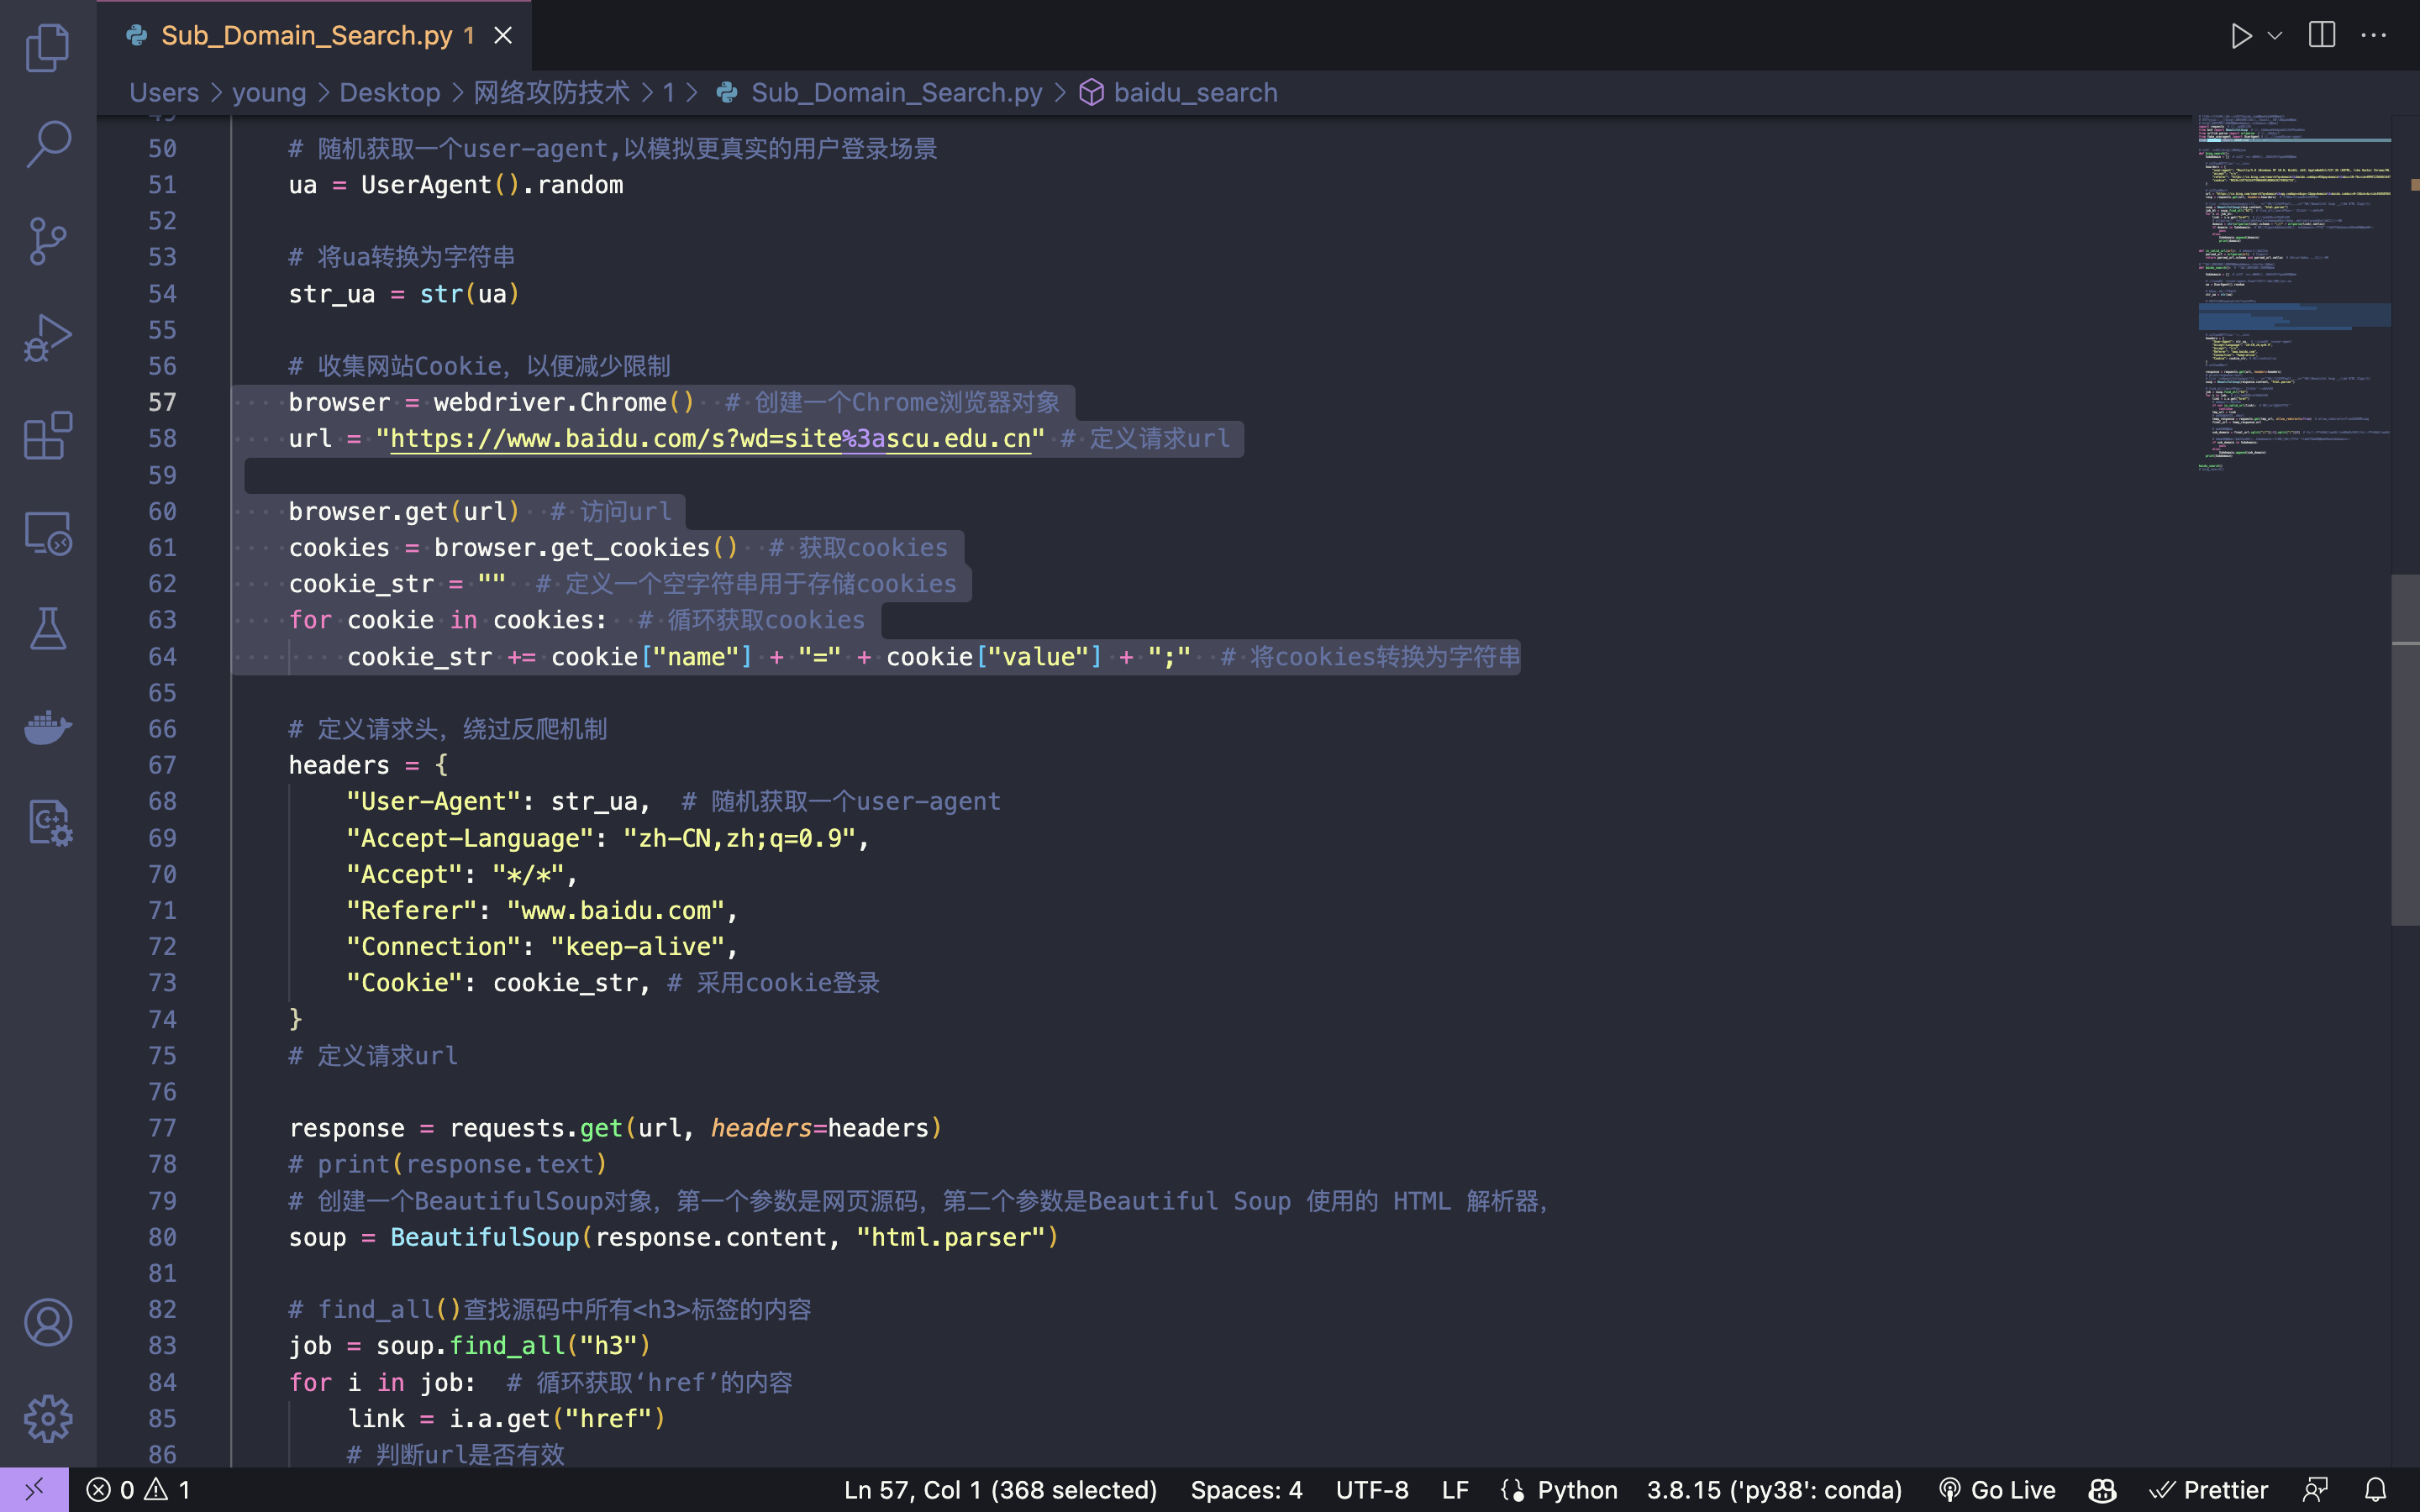 Sub_Domain_Search.py 1
Users > young > Desktop > 网络攻防技术 > 1 > Sub_Domain_Search.py > baidu_search
50 # 随机获取一个user-agent,以模拟更真实的用户登录场景
51 ua = UserAgent().random
52
53 # 将ua转换为字符串
54 str_ua = str(ua)
55
56 # 收集网站Cookie，以便减少限制
57 browser = webdriver.Chrome()  # 创建一个Chrome浏览器对象
58 url = "https://www.baidu.com/s?wd=site%3ascu.edu.cn" # 定义请求url
59
60 browser.get(url)  # 访问url
61 cookies = browser.get_cookies()  # 获取cookies
62 cookie_str = ""  # 定义一个空字符串用于存储cookies
63 for cookie in cookies:  # 循环获取cookies
64     cookie_str += cookie["name"] + "=" + cookie["value"] + ";"  # 将cookies转换为字符串
65
66 # 定义请求头，绕过反爬机制
67 headers = {
68     "User-Agent": str_ua,  # 随机获取一个user-agent
69     "Accept-Language": "zh-CN,zh;q=0.9",
70     "Accept": "*/*",
71     "Referer": "www.baidu.com",
72     "Connection": "keep-alive",
73     "Cookie": cookie_str, # 采用cookie登录
74 }
75 # 定义请求url
76
77 response = requests.get(url, headers=headers)
78 # print(response.text)
79 # 创建一个BeautifulSoup对象，第一个参数是网页源码，第二个参数是Beautiful Soup 使用的 HTML 解析器，
80 soup = BeautifulSoup(response.content, "html.parser")
81
82 # find_all()查找源码中所有<h3>标签的内容
83 job = soup.find_all("h3")
84 for i in job:  # 循环获取‘href’的内容
85     link = i.a.get("href")
86     # 判断url是否有效
0 1 Ln 57, Col 1 (368 selected) Spaces: 4 UTF-8 LF Python 3.8.15 ('py38': conda) Go Live Prettier